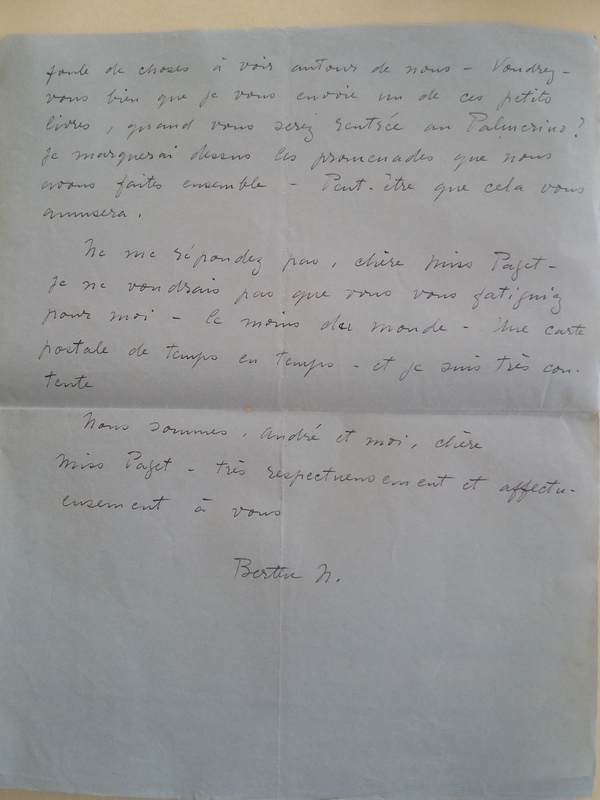 foule de choses à voir autour de nous – Voudrez-
vous bien que je vous envoie un de ces petits
livres, quand vous serez rentrée au Palmerino ?
Je marquerai dessus les promenades que nous
avons faites ensemble – Peut-être que cela vous
amusera.
Ne me répondez pas, chère Miss Paget –
Je ne voudrais pas que vous vous fatiguiez
pour moi – le moins du monde – Une carte
postale de temps en temps – et je suis très con-
tente
Nous sommes, André et moi, chère
Miss Paget – très respectueusement et affectu-
eusement à vous
Berthe N.